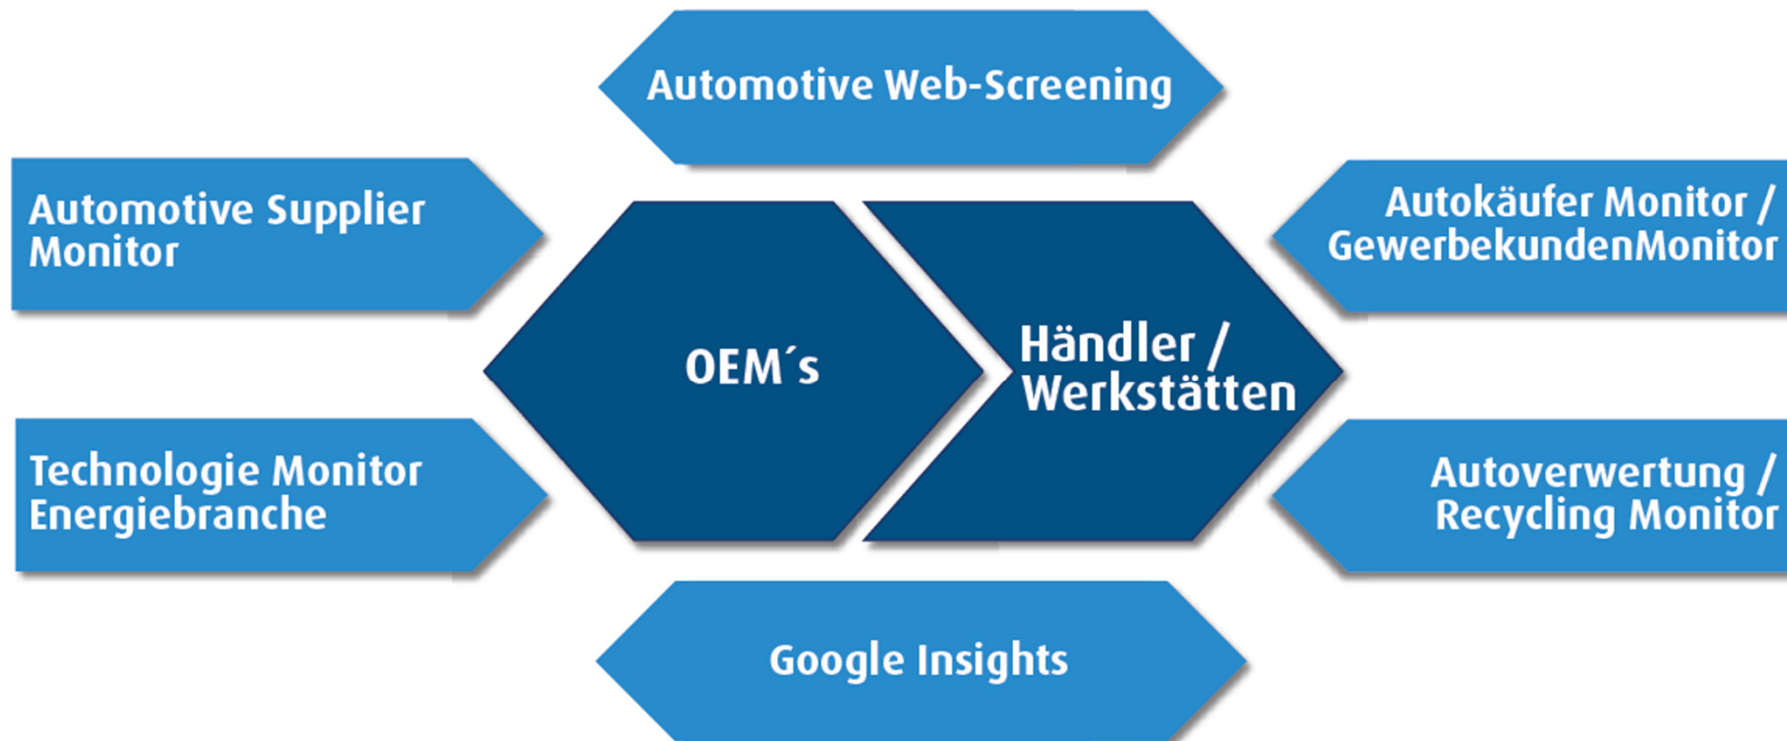 Automotive Web-Screening
Automotive Supplier
Monitor
Autokäufer Monitor /
GewerbekundenMonitor
OEM´s
Händler /
Werkstätten
Technologie Monitor
Energiebranche
Autoverwertung /
Recycling Monitor
Google Insights